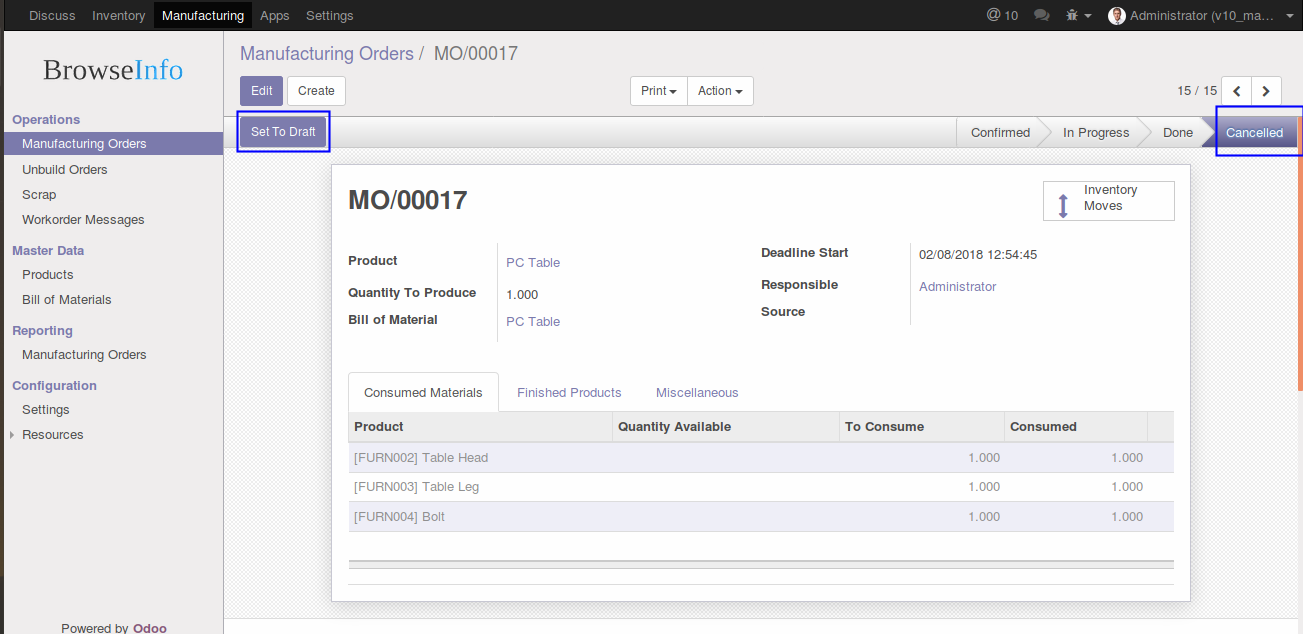 Discuss Inventory Manufacturing Apps Settings @ 10 Administrator (v10_ma...
BrowseInfo
Operations
Manufacturing Orders
Unbuild Orders
Scrap
Workorder Messages
Master Data
Products
Bill of Materials
Reporting
Manufacturing Orders
Configuration
Settings
Resources
Powered by Odoo
Manufacturing Orders / MO/00017
Edit Create Print Action 15 / 15
Set To Draft Confirmed In Progress Done Cancelled
MO/00017
Inventory
Moves
Product PC Table
Quantity To Produce 1.000
Bill of Material PC Table
Deadline Start 02/08/2018 12:54:45
Responsible Administrator
Source
Consumed Materials Finished Products Miscellaneous
Product Quantity Available To Consume Consumed
[FURN002] Table Head 1.000 1.000
[FURN003] Table Leg 1.000 1.000
[FURN004] Bolt 1.000 1.000